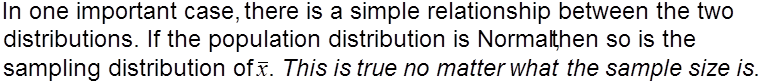 In one important case, there is a simple relationship between the two
distributions. If the population distribution is Normal, then so is the
sampling distribution of x̅. This is true no matter what the sample size is.